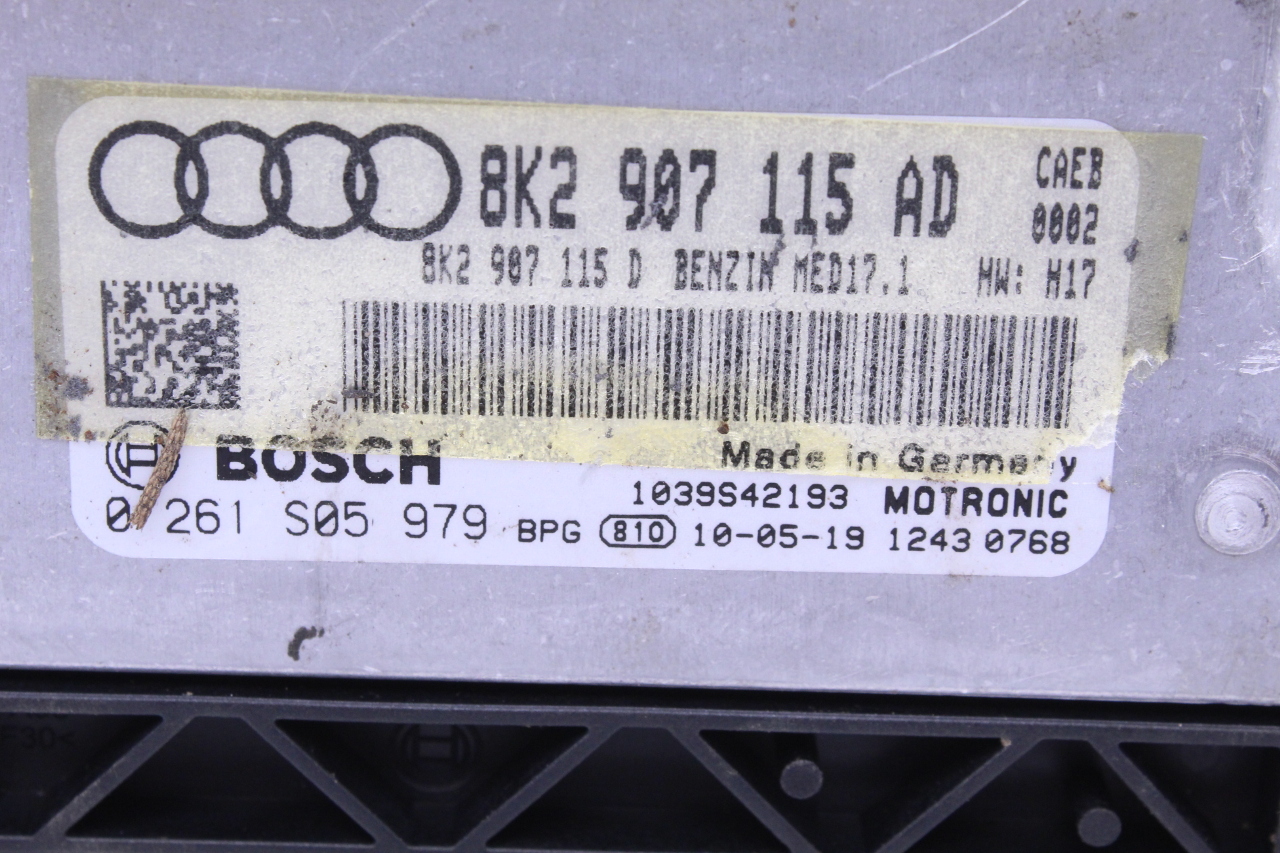 8K2 907 115 AD
CAEB
0002
8K2 907 115 D BENZIN MED17.1 HW: H17
BOSCH
Made in Germany
1039S42193 MOTRONIC
0 261 S05 979 BPG 810 10-05-19 1243 0768